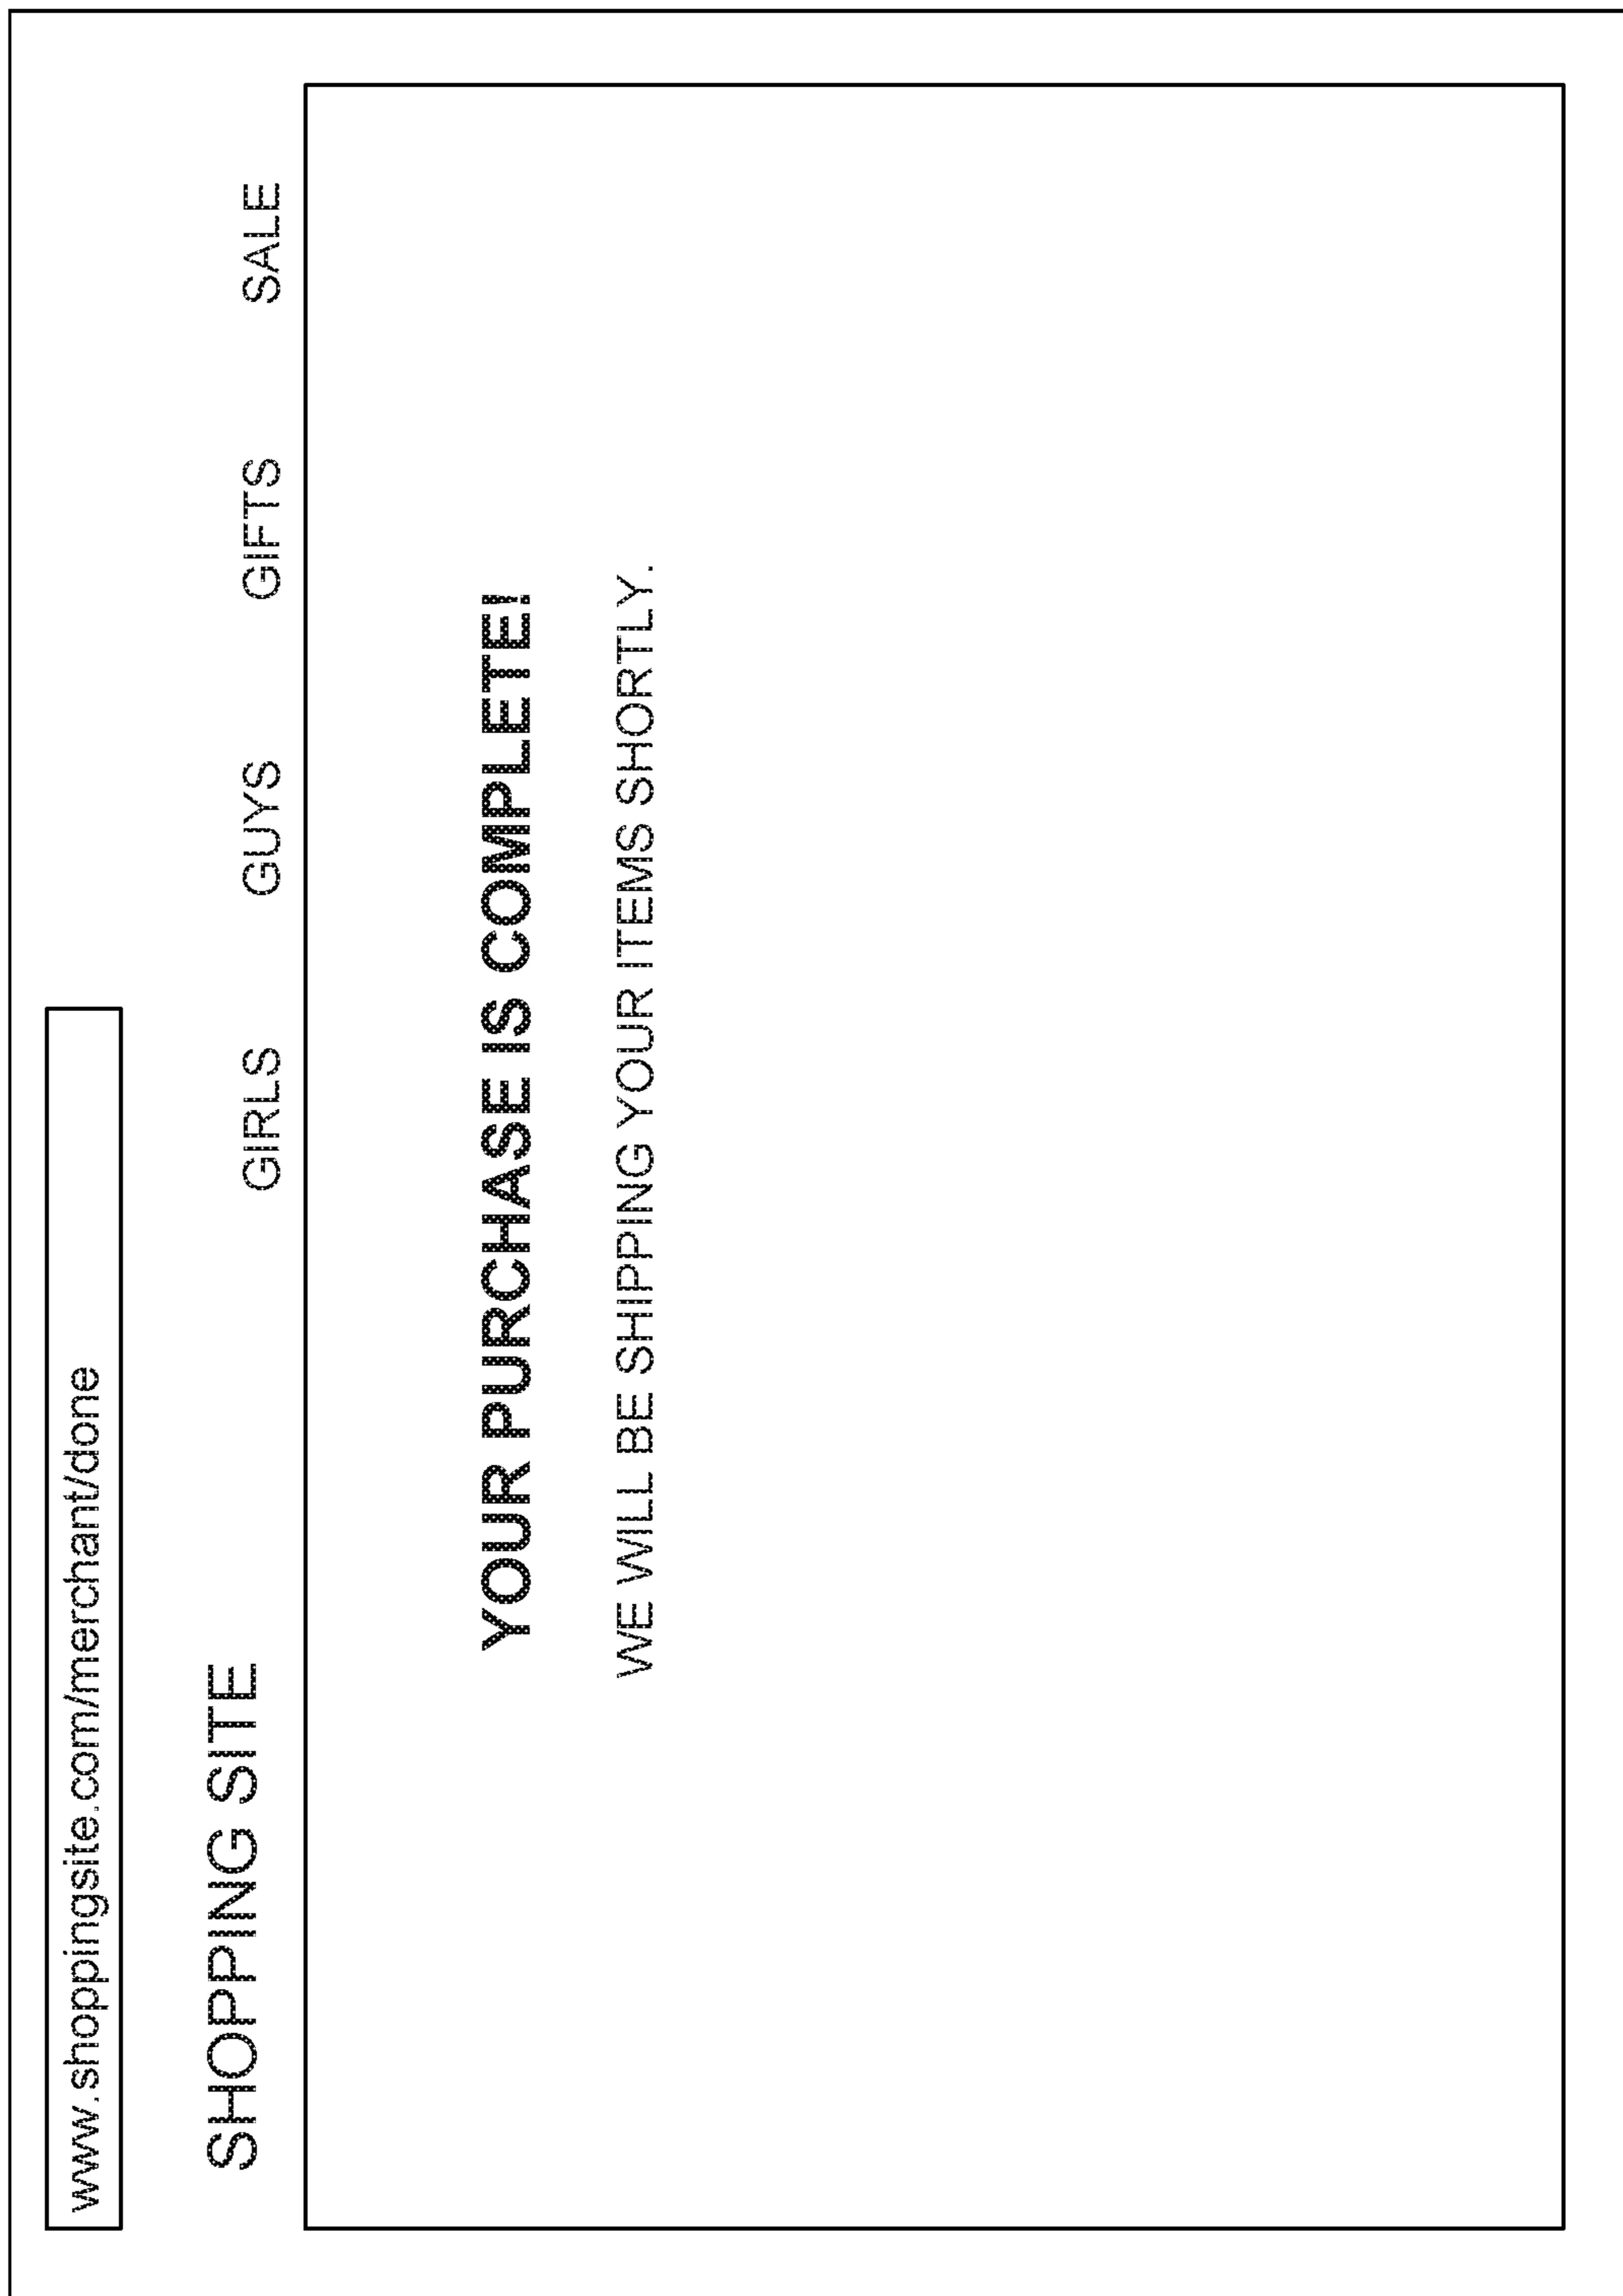 www.shoppingsite.com/merchant/done
SHOPPING SITE
GIRLS GUYS GIFTS SALE
YOUR PURCHASE IS COMPLETE!
WE WILL BE SHIPPING YOUR ITEMS SHORTLY.